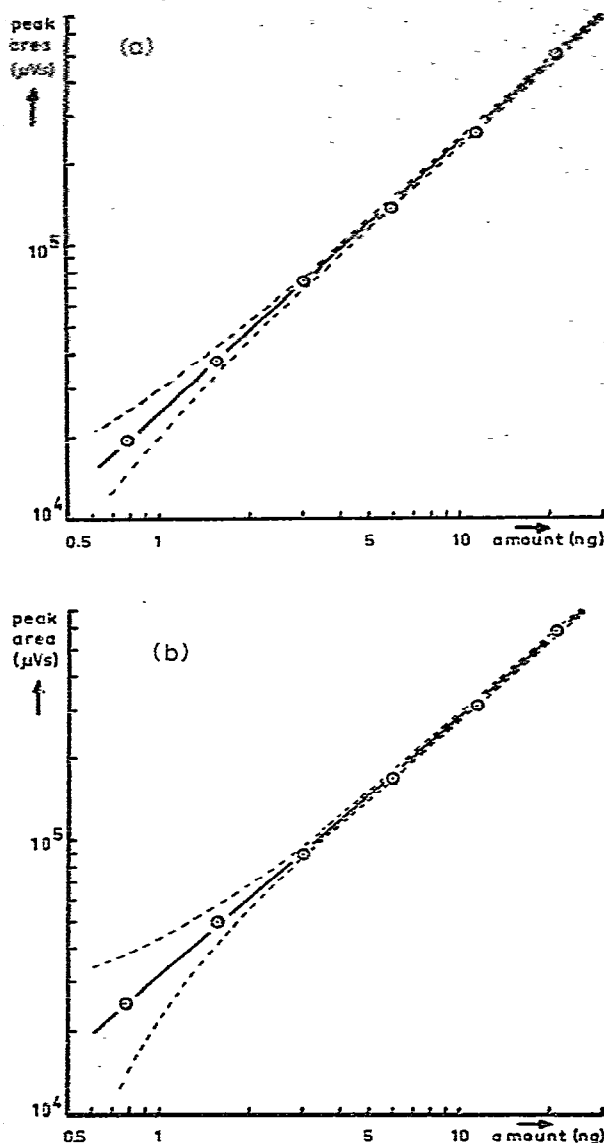 peak
area
(µVs)
(a)
10⁵
10⁴
0.5 1 5 10 amount (ng)
peak
area
(µVs)
(b)
10⁵
10⁴
0.5 1 5 10 amount (ng)